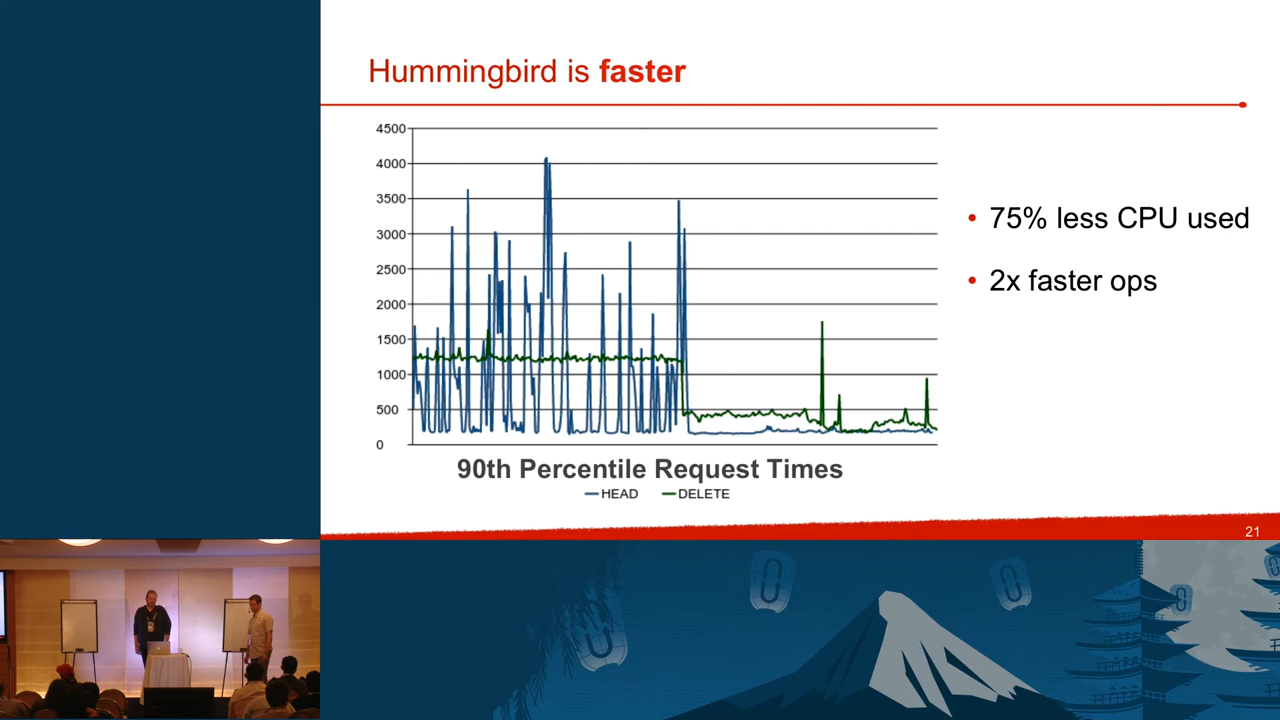 Hummingbird is faster
4500
4000
3500
3000
2500
2000
1500
1000
500
0
90th Percentile Request Times
HEAD DELETE
• 75% less CPU used
• 2x faster ops
21